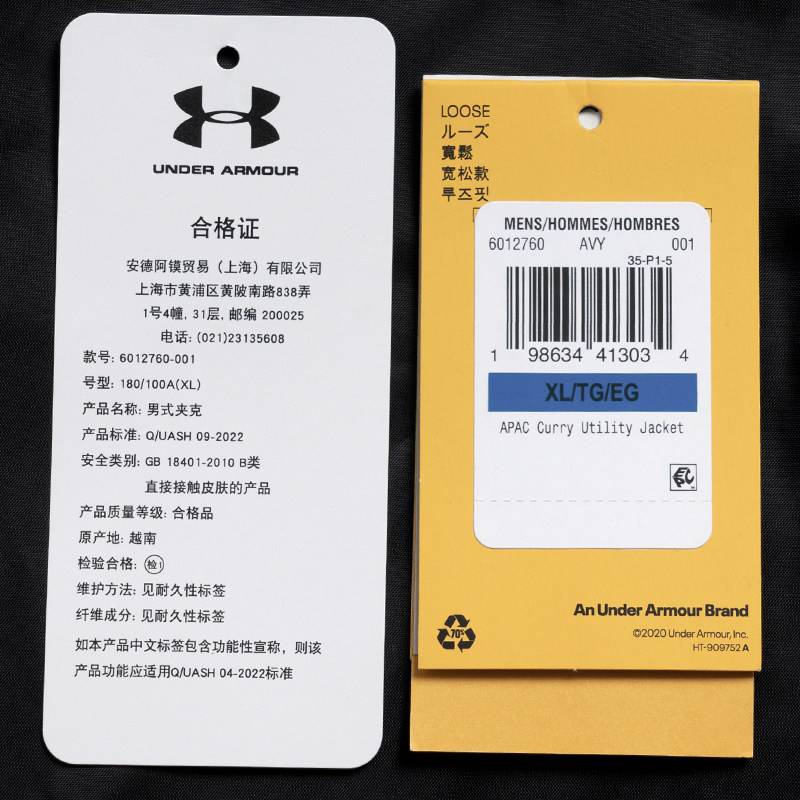 UNDER ARMOUR
合格证
安德阿镆贸易（上海）有限公司
上海市黄浦区黄陂南路838弄
1号4幢, 31层, 邮编 200025
电话: (021)23135608
款号: 6012760-001
号型: 180/100A(XL)
产品名称: 男式夹克
产品标准: Q/UASH 09-2022
安全类别: GB 18401-2010 B类
直接接触皮肤的产品
产品质量等级: 合格品
原产地: 越南
检验合格: 检1
维护方法: 见耐久性标签
纤维成分: 见耐久性标签
如本产品中文标签包含功能性宣称，则该
产品功能应适用Q/UASH 04-2022标准
LOOSE
ルーズ
寬鬆
宽松款
루즈핏
MENS/HOMMES/HOMBRES
6012760 AVY 001
35-P1-5
1 98634 41303 4
XL/TG/EG
APAC Curry Utility Jacket
An Under Armour Brand
©2020 Under Armour, Inc.
HT-909752 A
70%